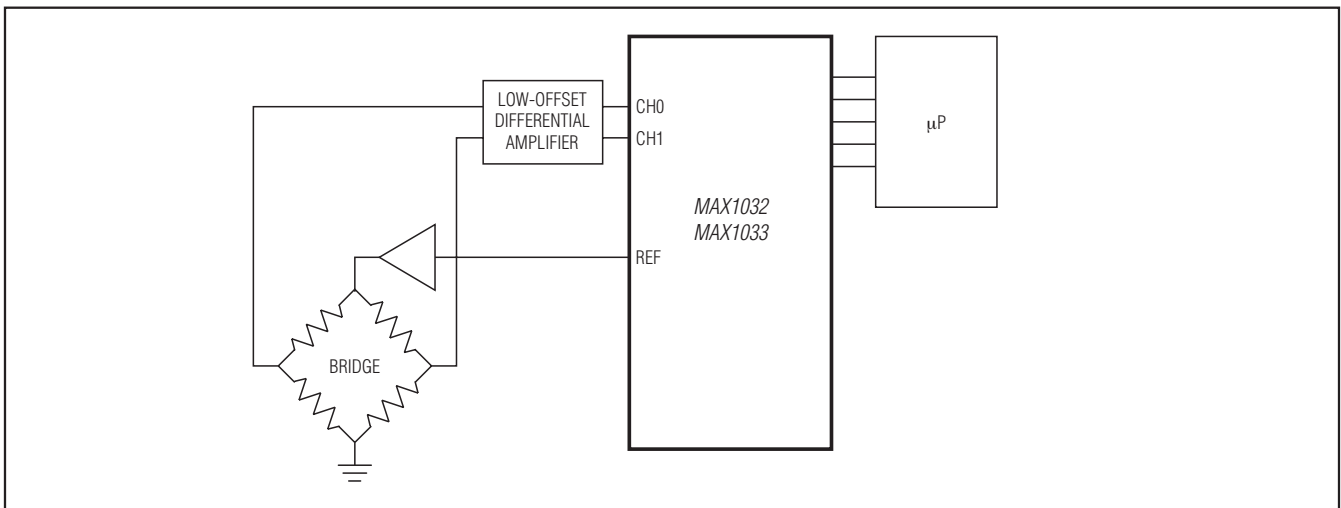 LOW-OFFSET
DIFFERENTIAL
AMPLIFIER
CH0
CH1
μP
MAX1032
MAX1033
REF
BRIDGE